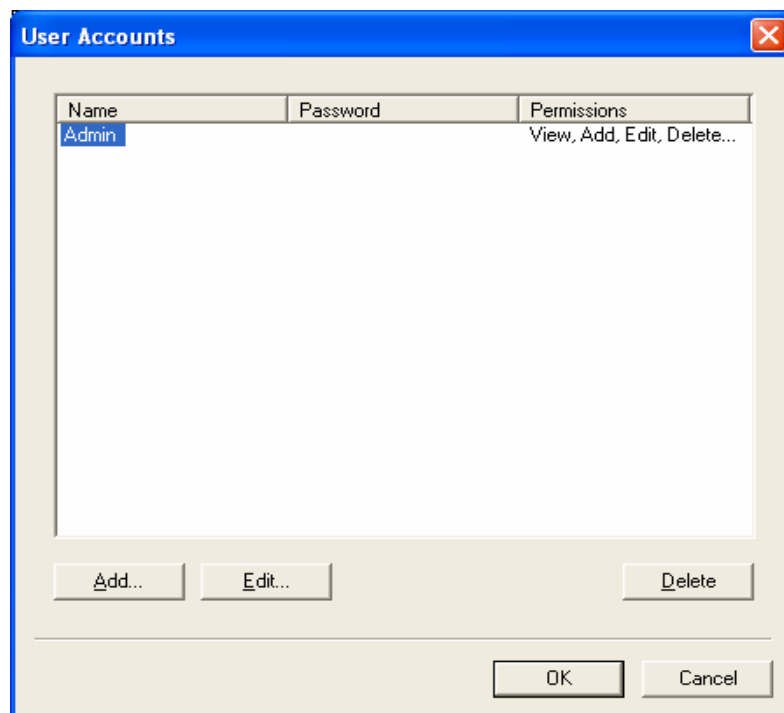 User Accounts
Name Password Permissions
Admin View, Add, Edit, Delete...
Add... Edit... Delete
OK Cancel